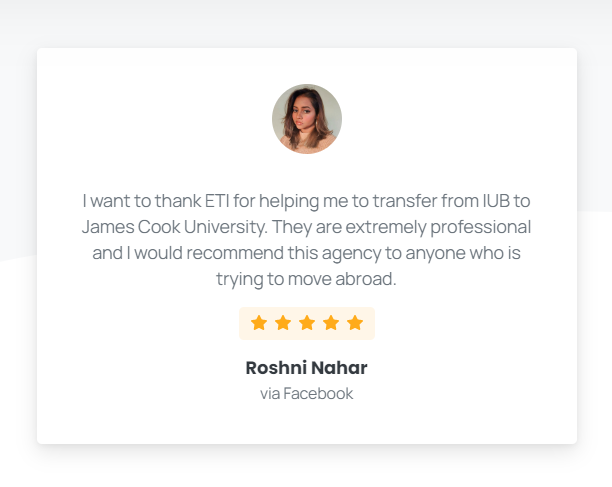 I want to thank ETI for helping me to transfer from IUB to
James Cook University. They are extremely professional
and I would recommend this agency to anyone who is
trying to move abroad.
Roshni Nahar
via Facebook